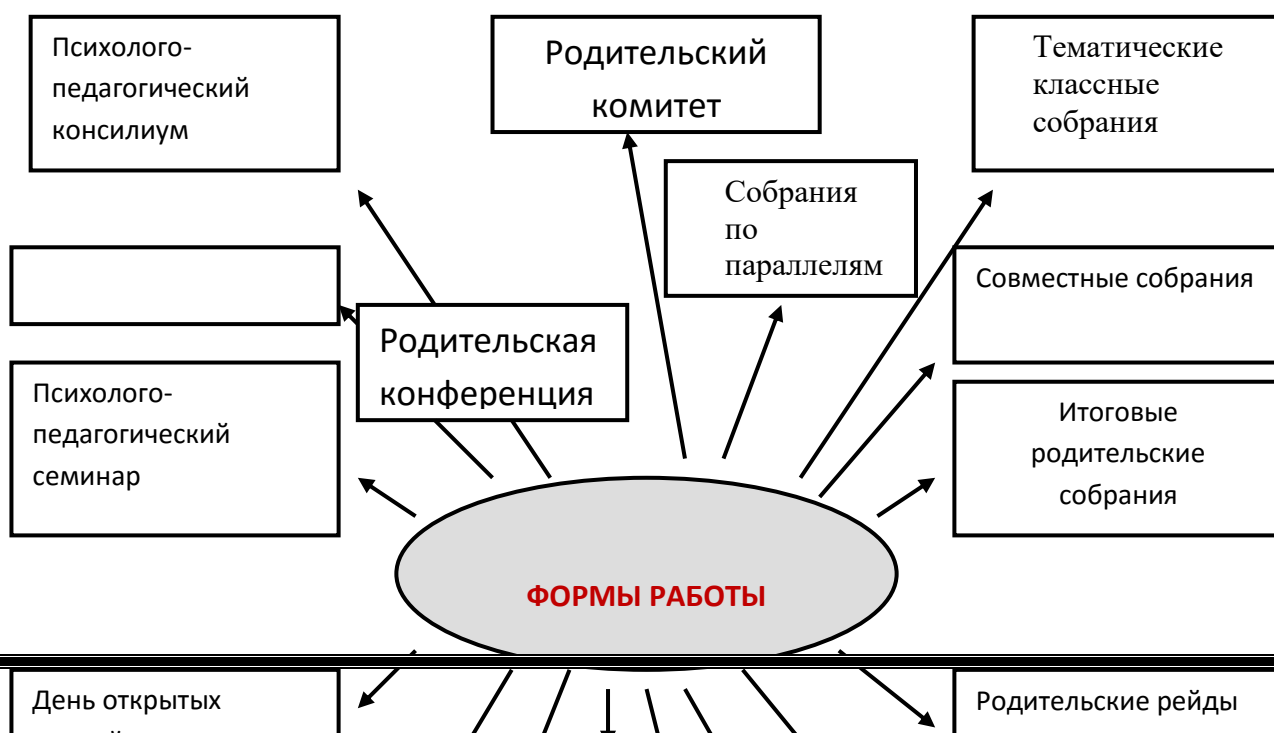 Психолого-
педагогический
консилиум
Родительский
комитет
Тематические
классные
собрания
Собрания
по
параллелям
Совместные собрания
Родительская
конференция
Психолого-
педагогический
семинар
Итоговые
родительские
собрания
ФОРМЫ РАБОТЫ
День открытых
Родительские рейды